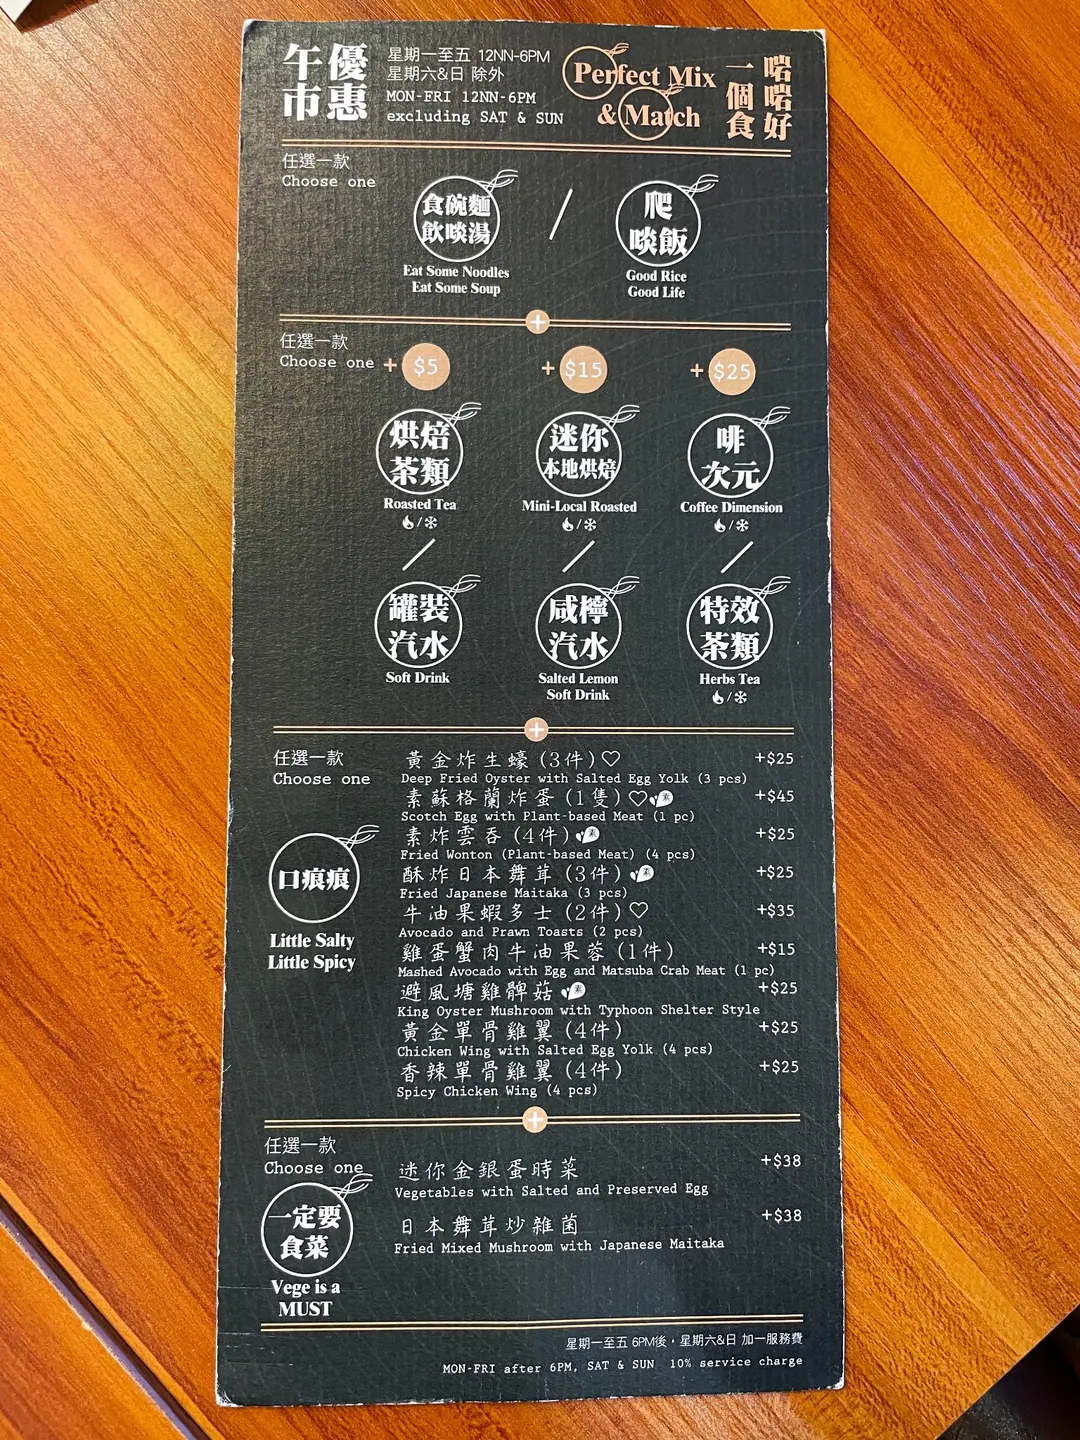 午市優惠
星期一至五 12NN-6PM
星期六&日 除外
MON-FRI 12NN-6PM
excluding SAT & SUN
Perfect Mix
& Match
一個食
啱啱好
任選一款
Choose one
食碗麵
飲啖湯
Eat Some Noodles
Eat Some Soup
/
爬
啖飯
Good Rice
Good Life
+
任選一款
Choose one
+ $5
+ $15
+ $25
烘焙
茶類
Roasted Tea
/
迷你
本地烘焙
Mini-Local Roasted
/
啡
次元
Coffee Dimension
/
/
/
/
罐裝
汽水
Soft Drink
咸檸
汽水
Salted Lemon
Soft Drink
特效
茶類
Herbs Tea
/
+
任選一款
Choose one
口痕痕
Little Salty
Little Spicy
黃金炸生蠔 (3件)♡ +$25
Deep Fried Oyster with Salted Egg Yolk (3 pcs)
素蘇格蘭炸蛋 (1隻)♡素 +$45
Scotch Egg with Plant-based Meat (1 pc)
素炸雲吞 (4件)素 +$25
Fried Wonton (Plant-based Meat) (4 pcs)
酥炸日本舞茸 (3件)素 +$25
Fried Japanese Maitaka (3 pcs)
牛油果蝦多士 (2件)♡ +$35
Avocado and Prawn Toasts (2 pcs)
雞蛋蟹肉牛油果蓉 (1件) +$15
Mashed Avocado with Egg and Matsuba Crab Meat (1 pc)
避風塘雞髀菇素 +$25
King Oyster Mushroom with Typhoon Shelter Style
黃金單骨雞翼 (4件) +$25
Chicken Wing with Salted Egg Yolk (4 pcs)
香辣單骨雞翼 (4件) +$25
Spicy Chicken Wing (4 pcs)
+
任選一款
Choose one
一定要
食菜
Vege is a
MUST
迷你金銀蛋時菜 +$38
Vegetables with Salted and Preserved Egg
日本舞茸炒雜菌 +$38
Fried Mixed Mushroom with Japanese Maitaka
星期一至五 6PM後，星期六&日 加一服務費
MON-FRI after 6PM, SAT & SUN 10% service charge